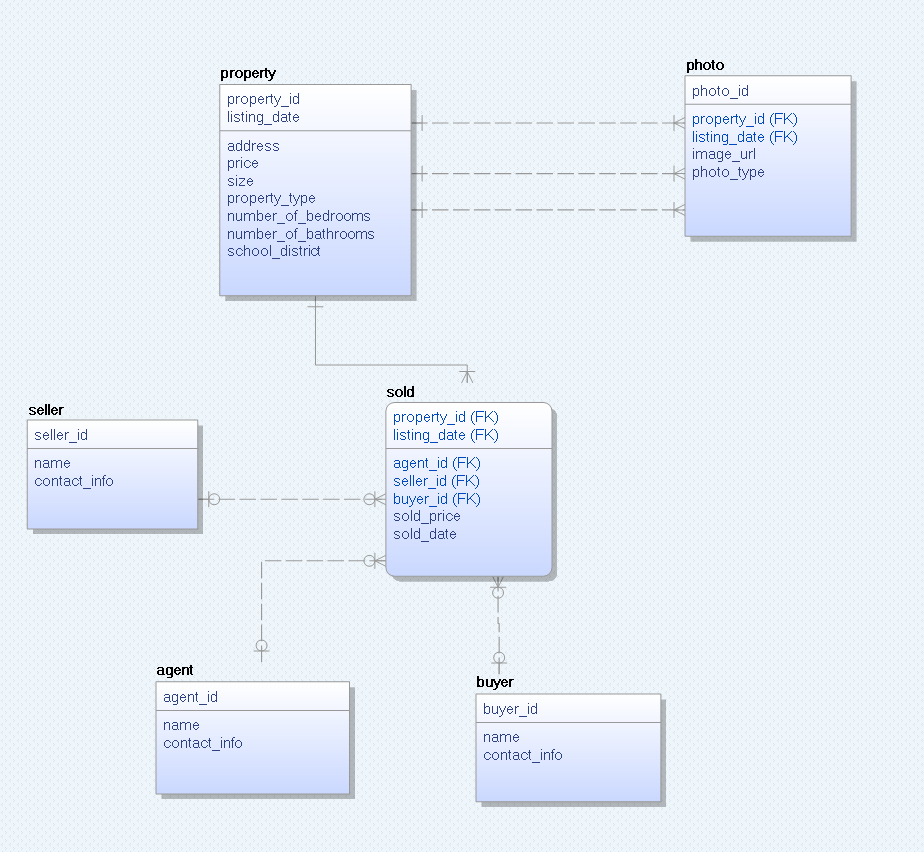 property
property_id
listing_date
address
price
size
property_type
number_of_bedrooms
number_of_bathrooms
school_district
photo
photo_id
property_id (FK)
listing_date (FK)
image_url
photo_type
sold
property_id (FK)
listing_date (FK)
agent_id (FK)
seller_id (FK)
buyer_id (FK)
sold_price
sold_date
seller
seller_id
name
contact_info
agent
agent_id
name
contact_info
buyer
buyer_id
name
contact_info